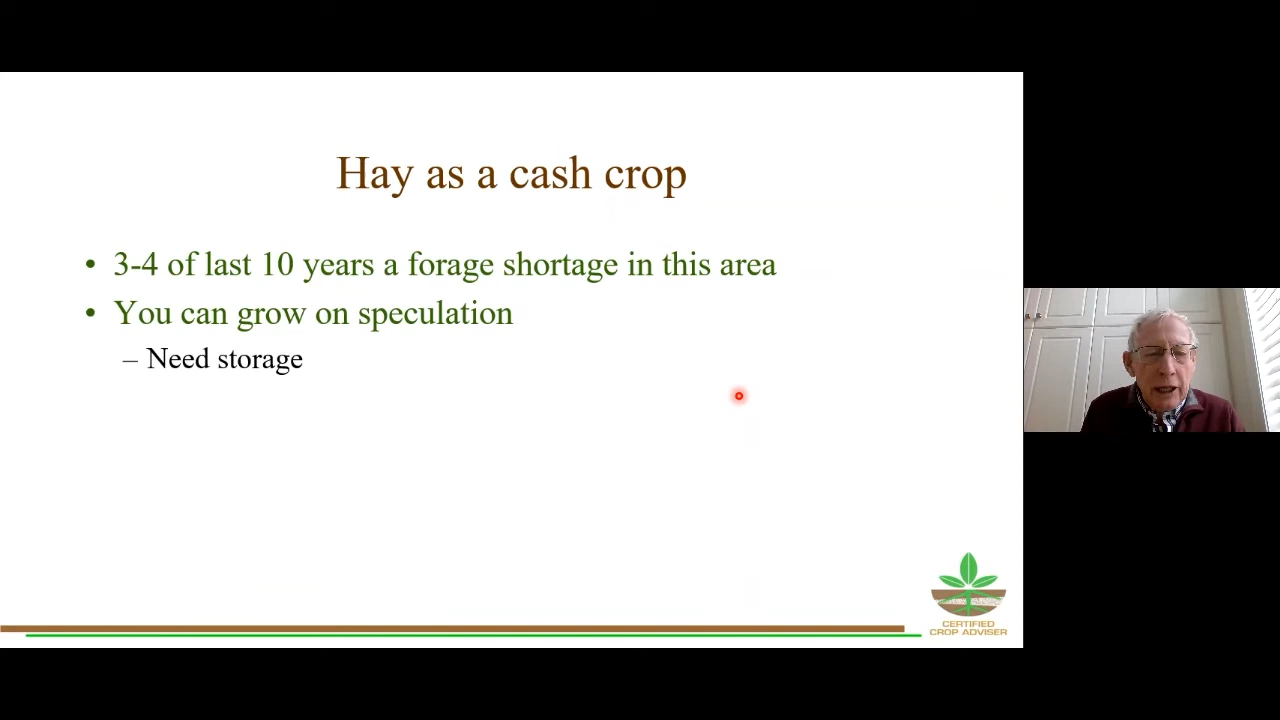 Hay as a cash crop
• 3-4 of last 10 years a forage shortage in this area
• You can grow on speculation
– Need storage
CERTIFIED
CROP ADVISER